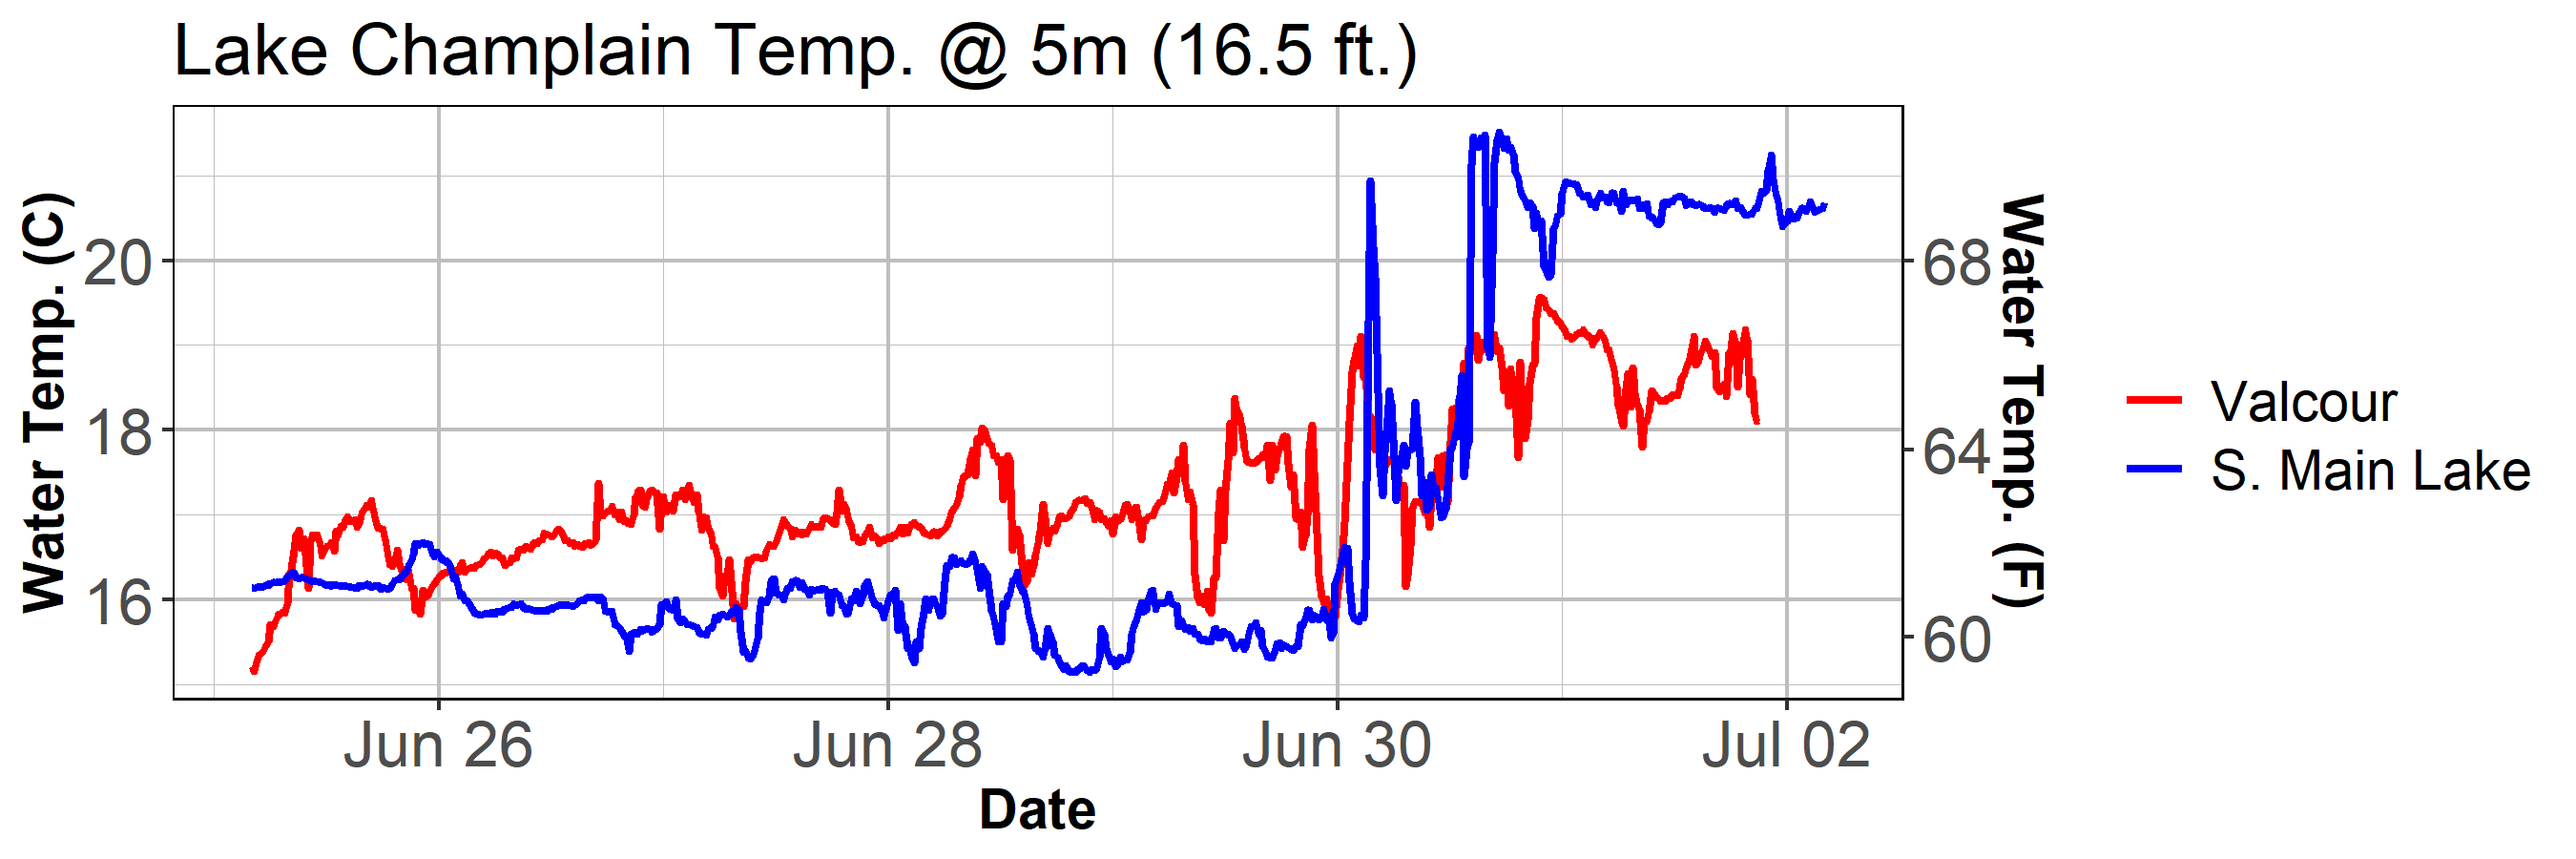 Lake Champlain Temp. @ 5m (16.5 ft.)
Water Temp. (C)
20
18
16
68
64
60
Water Temp. (F)
Jun 26
Jun 28
Jun 30
Jul 02
Date
Valcour
S. Main Lake